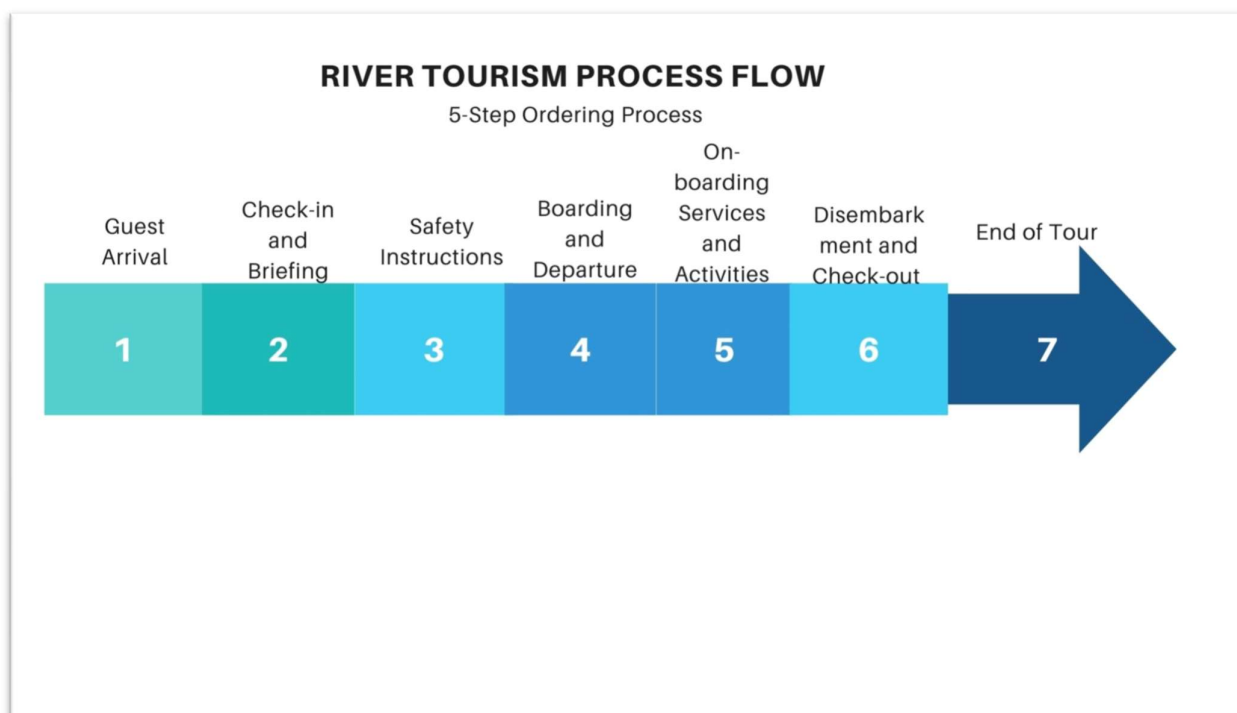 RIVER TOURISM PROCESS FLOW
5-Step Ordering Process
Guest
Arrival
Check-in
and
Briefing
Safety
Instructions
Boarding
and
Departure
On-
boarding
Services
and
Activities
Disembark
ment and
Check-out
End of Tour
1
2
3
4
5
6
7